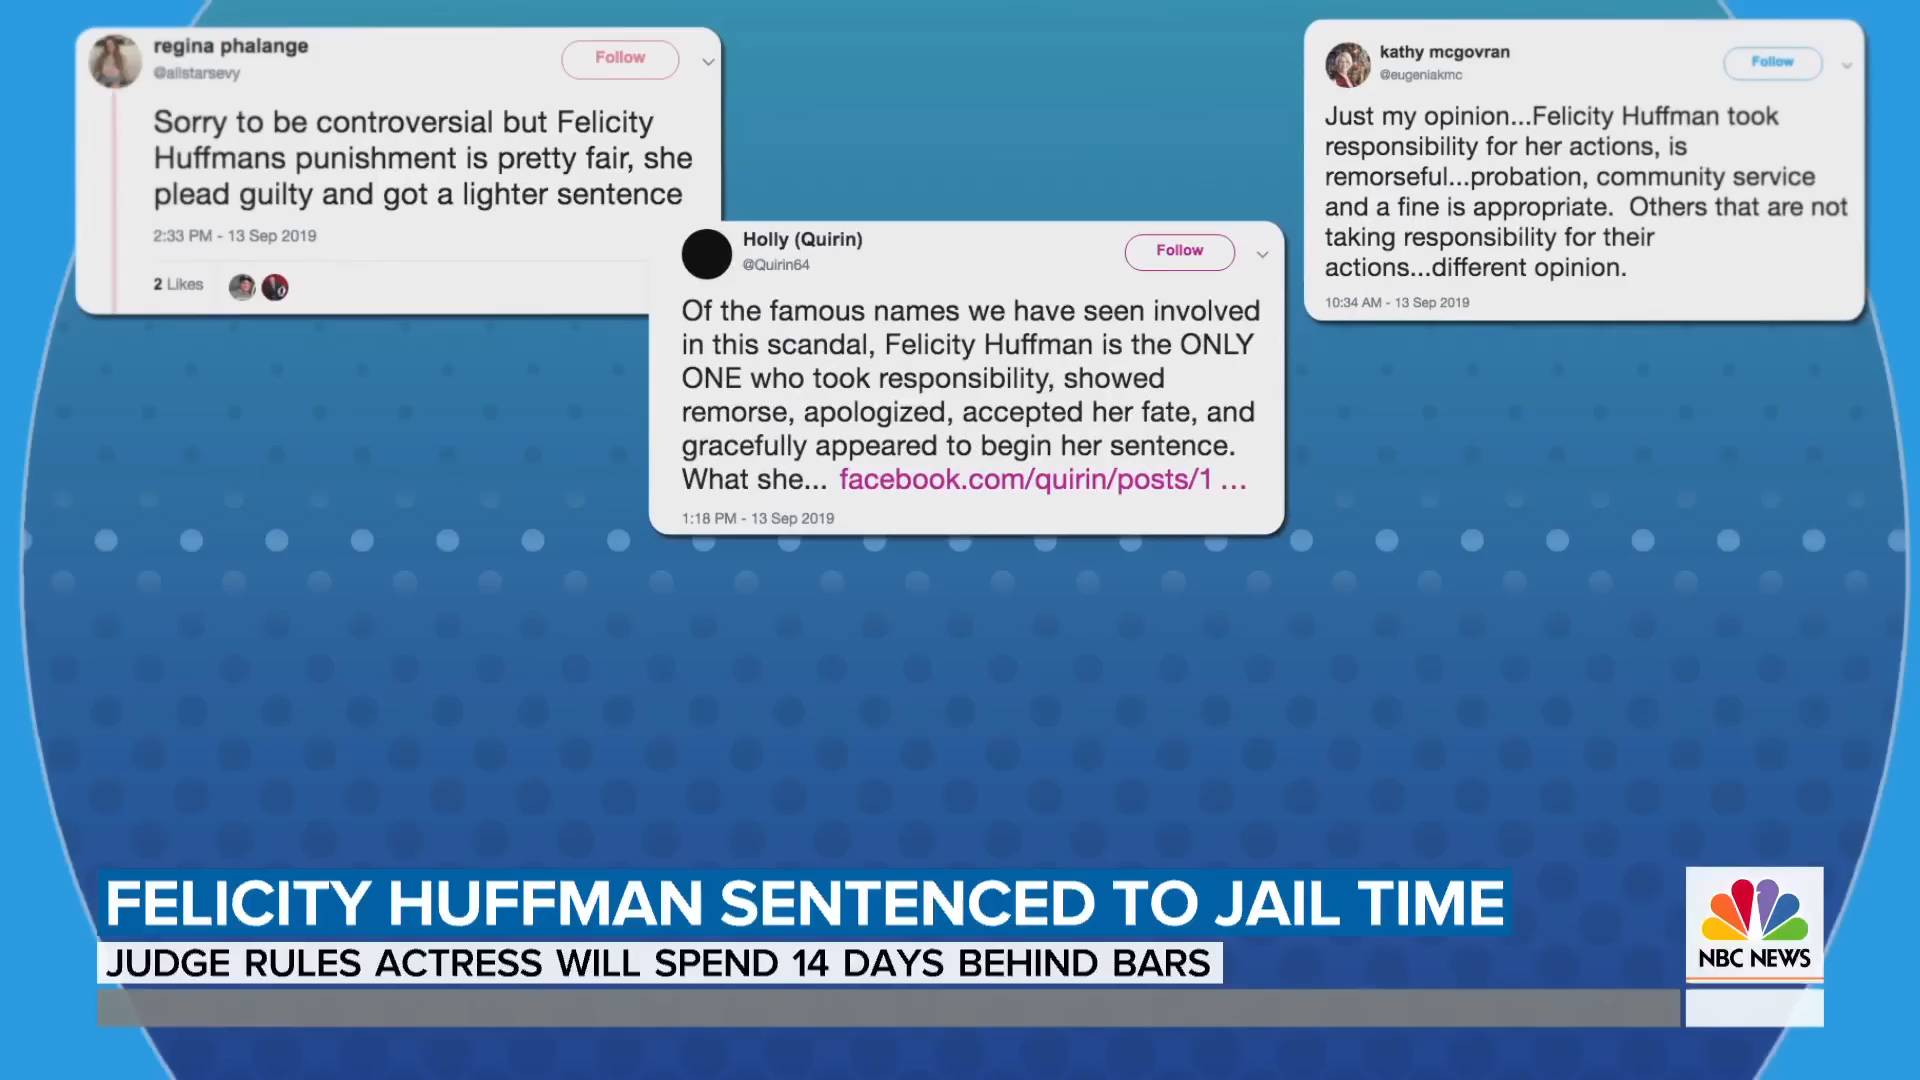 regina phalange
@allstarsevy
Follow
Sorry to be controversial but Felicity
Huffmans punishment is pretty fair, she
plead guilty and got a lighter sentence
2:33 PM - 13 Sep 2019
2 Likes
Holly (Quirin)
@Quirin64
Follow
Of the famous names we have seen involved
in this scandal, Felicity Huffman is the ONLY
ONE who took responsibility, showed
remorse, apologized, accepted her fate, and
gracefully appeared to begin her sentence.
What she... facebook.com/quirin/posts/1 ...
1:18 PM - 13 Sep 2019
kathy mcgovran
@eugeniakmc
Follow
Just my opinion...Felicity Huffman took
responsibility for her actions, is
remorseful...probation, community service
and a fine is appropriate. Others that are not
taking responsibility for their
actions...different opinion.
10:34 AM - 13 Sep 2019
FELICITY HUFFMAN SENTENCED TO JAIL TIME
JUDGE RULES ACTRESS WILL SPEND 14 DAYS BEHIND BARS
NBC NEWS